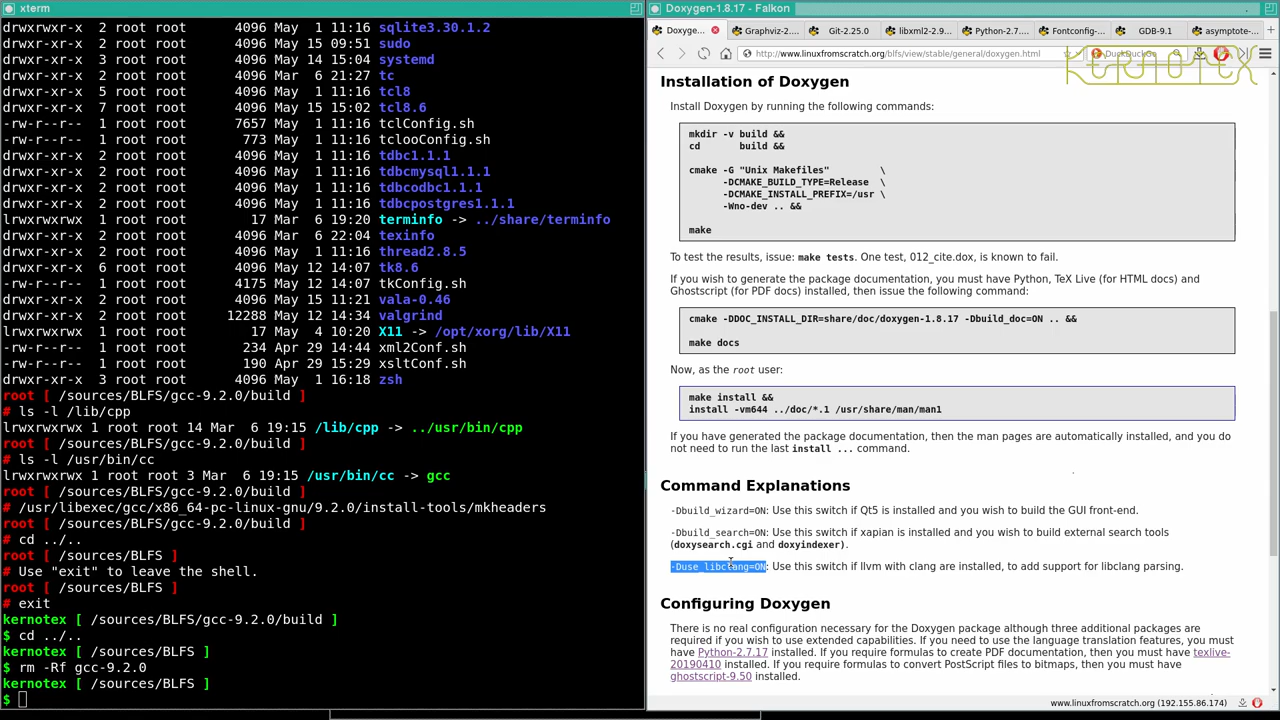 xterm
drwxrwxr-x  2 root root      4096 May  1 11:16 sqlite3.30.1.2
drwxr-xr-x  2 root root      4096 May 15 09:51 sudo
drwxr-xr-x  3 root root      4096 May 14 15:04 systemd
drwxr-xr-x  2 root root      4096 Mar  6 21:27 tc
drwxr-xr-x  5 root root      4096 May  1 11:16 tcl8
drwxr-xr-x  7 root root      4096 May 15 15:02 tcl8.6
-rw-r--r--  1 root root      7657 May  1 11:16 tclConfig.sh
-rw-r--r--  1 root root       773 May  1 11:16 tclooConfig.sh
drwxr-xr-x  2 root root      4096 May  1 11:16 tdbc1.1.1
drwxr-xr-x  2 root root      4096 May  1 11:16 tdbcmysql1.1.1
drwxr-xr-x  2 root root      4096 May  1 11:16 tdbcodbc1.1.1
drwxr-xr-x  2 root root      4096 May  1 11:16 tdbcpostgres1.1.1
lrwxrwxrwx  1 root root        17 Mar  6 19:20 terminfo -> ../share/terminfo
drwxr-xr-x  2 root root      4096 Mar  6 22:04 texinfo
drwxr-xr-x  2 root root      4096 May  1 11:16 thread2.8.5
drwxr-xr-x  6 root root      4096 May 12 14:07 tk8.6
-rw-r--r--  1 root root      4175 May 12 14:07 tkConfig.sh
drwxr-xr-x  2 root root      4096 May 15 11:21 vala-0.46
drwxr-xr-x  2 root root     12288 May 12 14:34 valgrind
lrwxrwxrwx  1 root root        17 May  4 10:20 X11 -> /opt/xorg/lib/X11
-rw-r--r--  1 root root       234 Apr 29 14:44 xml2Conf.sh
-rw-r--r--  1 root root       190 Apr 29 15:29 xsltConf.sh
drwxr-xr-x  3 root root      4096 May  1 16:18 zsh
root [ /sources/BLFS/gcc-9.2.0/build ]
# ls -l /lib/cpp
lrwxrwxrwx 1 root root 14 Mar  6 19:15 /lib/cpp -> ../usr/bin/cpp
root [ /sources/BLFS/gcc-9.2.0/build ]
# ls -l /usr/bin/cc
lrwxrwxrwx 1 root root 3 Mar  6 19:15 /usr/bin/cc -> gcc
root [ /sources/BLFS/gcc-9.2.0/build ]
# /usr/libexec/gcc/x86_64-pc-linux-gnu/9.2.0/install-tools/mkheaders
root [ /sources/BLFS/gcc-9.2.0/build ]
# cd ../..
root [ /sources/BLFS ]
# Use "exit" to leave the shell.
root [ /sources/BLFS ]
# exit
kernotex [ /sources/BLFS/gcc-9.2.0/build ]
$ cd ../..
kernotex [ /sources/BLFS ]
$ rm -Rf gcc-9.2.0
kernotex [ /sources/BLFS ]
$
Doxygen-1.8.17 - Falkon
Doxyge... Graphviz-2.... Git-2.25.0 libxml2-2.9... Python-2.7.... Fontconfig-... GDB-9.1 asymptote-...
http://www.linuxfromscratch.org/blfs/view/stable/general/doxygen.html DuckDuckGo
KERNOTEX
Installation of Doxygen
Install Doxygen by running the following commands:
mkdir -v build &&
cd       build &&
cmake -G "Unix Makefiles"         \
-DCMAKE_BUILD_TYPE=Release  \
-DCMAKE_INSTALL_PREFIX=/usr \
-Wno-dev .. &&
make
To test the results, issue: make tests. One test, 012_cite.dox, is known to fail.
If you wish to generate the package documentation, you must have Python, TeX Live (for HTML docs) and
Ghostscript (for PDF docs) installed, then issue the following command:
cmake -DDOC_INSTALL_DIR=share/doc/doxygen-1.8.17 -Dbuild_doc=ON .. &&
make docs
Now, as the root user:
make install &&
install -vm644 ../doc/*.1 /usr/share/man/man1
If you have generated the package documentation, then the man pages are automatically installed, and you do
not need to run the last install ... command.
Command Explanations
-Dbuild_wizard=ON: Use this switch if Qt5 is installed and you wish to build the GUI front-end.
-Dbuild_search=ON: Use this switch if xapian is installed and you wish to build external search tools
(doxysearch.cgi and doxyindexer).
-Duse_libclang=ON: Use this switch if llvm with clang are installed, to add support for libclang parsing.
Configuring Doxygen
There is no real configuration necessary for the Doxygen package although three additional packages are
required if you wish to use extended capabilities. If you need to use the language translation features, you must
have Python-2.7.17 installed. If you require formulas to create PDF documentation, then you must have texlive-
20190410 installed. If you require formulas to convert PostScript files to bitmaps, then you must have
ghostscript-9.50 installed.
www.linuxfromscratch.org (192.155.86.174)